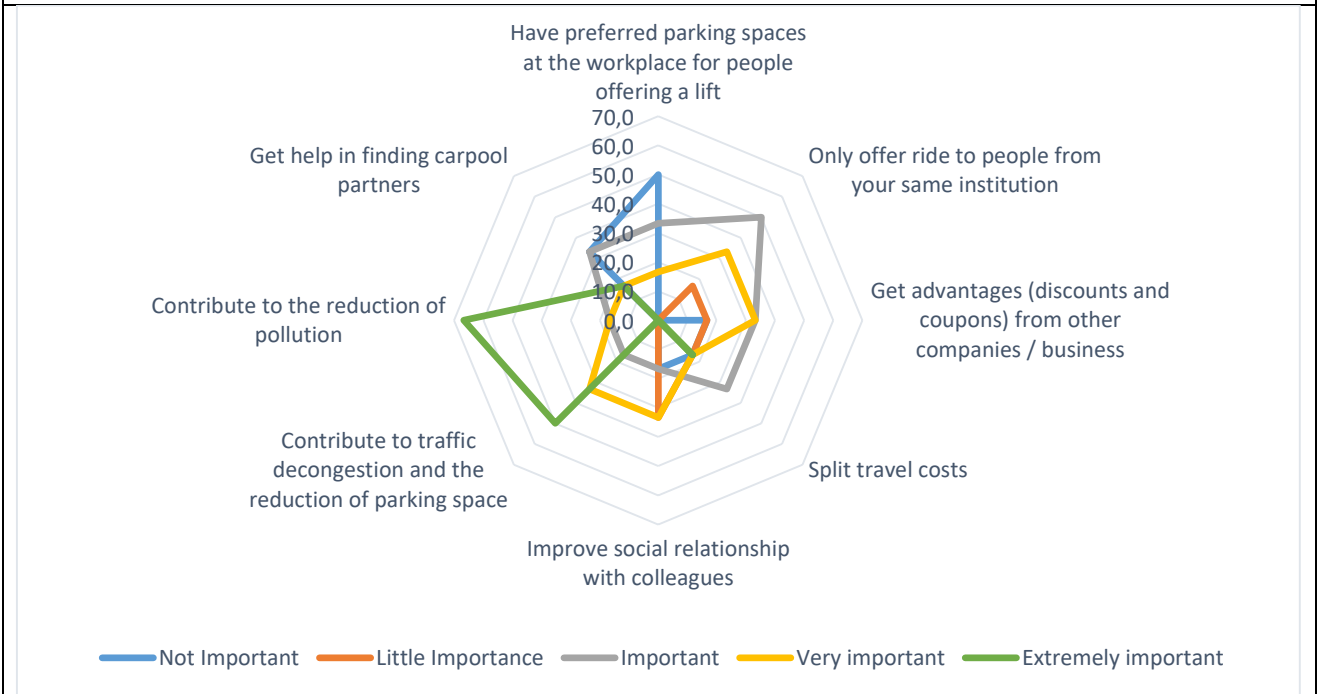 Have preferred parking spaces
at the workplace for people
offering a lift
70,0
60,0
50,0
40,0
30,0
20,0
10,0
0,0
Only offer ride to people from
your same institution
Get advantages (discounts and
coupons) from other
companies / business
Split travel costs
Improve social relationship
with colleagues
Contribute to traffic
decongestion and the
reduction of parking space
Contribute to the reduction of
pollution
Get help in finding carpool
partners
Not Important
Little Importance
Important
Very important
Extremely important